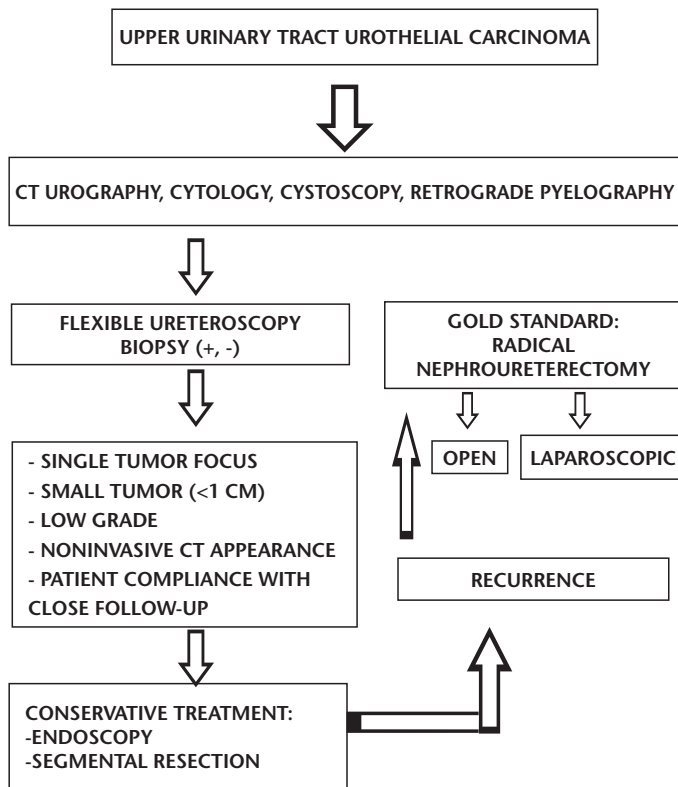 UPPER URINARY TRACT UROTHELIAL CARCINOMA
CT UROGRAPHY, CYTOLOGY, CYSTOSCOPY, RETROGRADE PYELOGRAPHY
FLEXIBLE URETEROSCOPY
BIOPSY (+, -)
- SINGLE TUMOR FOCUS
- SMALL TUMOR (<1 CM)
- LOW GRADE
- NONINVASIVE CT APPEARANCE
- PATIENT COMPLIANCE WITH
CLOSE FOLLOW-UP
CONSERVATIVE TREATMENT:
-ENDOSCOPY
-SEGMENTAL RESECTION
RECURRENCE
GOLD STANDARD:
RADICAL
NEPHROURETERECTOMY
OPEN
LAPAROSCOPIC